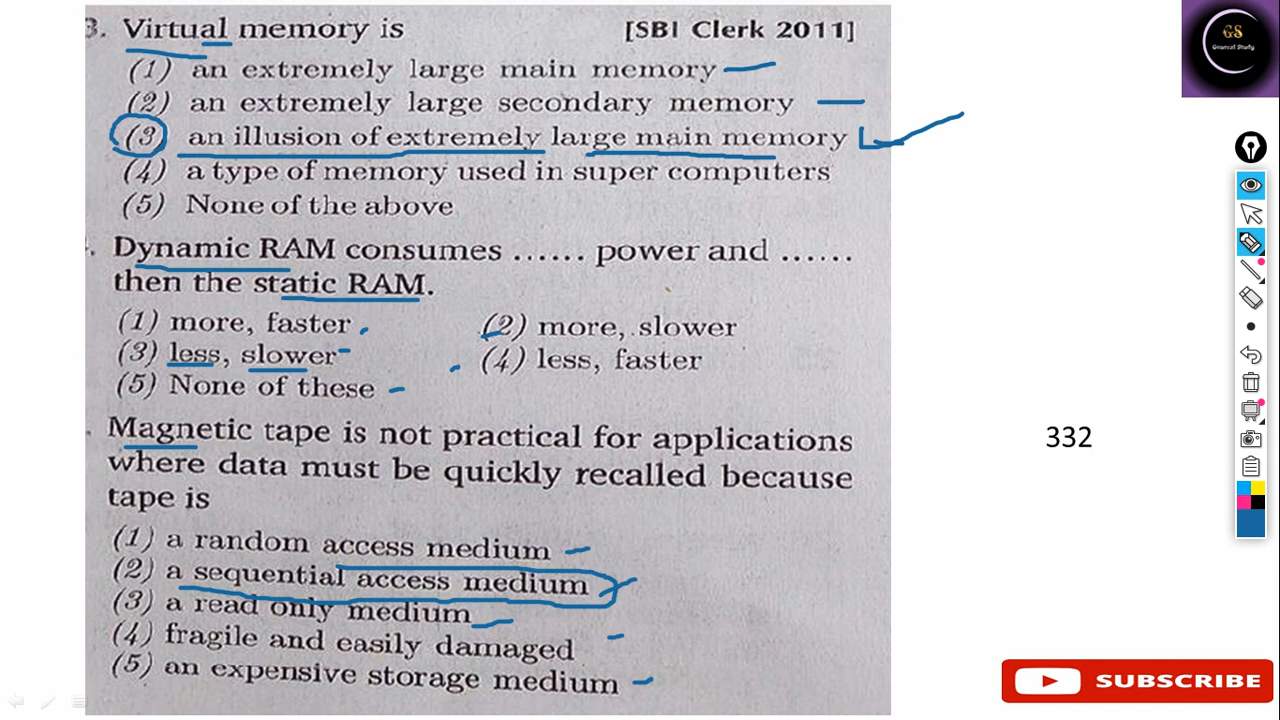 3. Virtual memory is [SBI Clerk 2011]
(1) an extremely large main memory
(2) an extremely large secondary memory
(3) an illusion of extremely large main memory
(4) a type of memory used in super computers
(5) None of the above
Dynamic RAM consumes ...... power and ......
then the static RAM.
(1) more, faster (2) more, slower
(3) less, slower (4) less, faster
(5) None of these
Magnetic tape is not practical for applications
where data must be quickly recalled because
tape is
(1) a random access medium
(2) a sequential access medium
(3) a read only medium
(4) fragile and easily damaged
(5) an expensive storage medium
GS
332
SUBSCRIBE